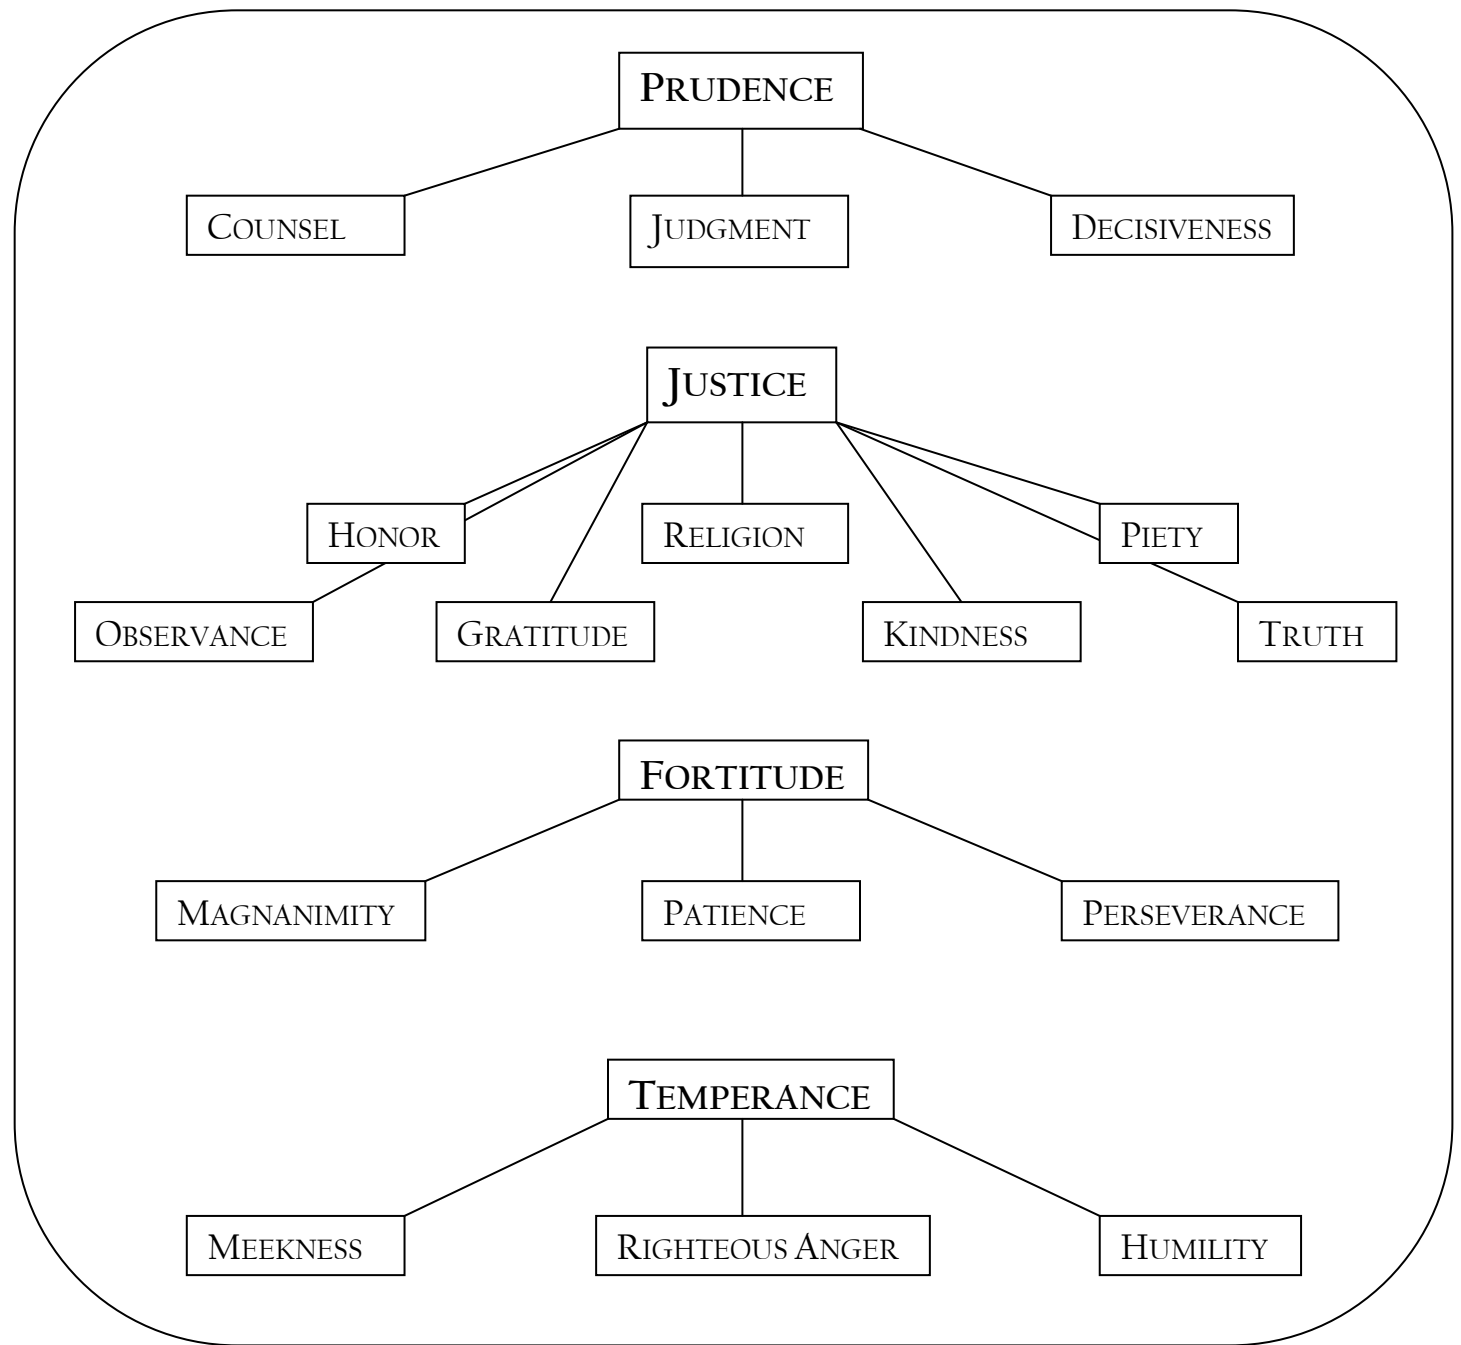 PRUDENCE
COUNSEL
JUDGMENT
DECISIVENESS
JUSTICE
HONOR
RELIGION
PIETY
OBSERVANCE
GRATITUDE
KINDNESS
TRUTH
FORTITUDE
MAGNANIMITY
PATIENCE
PERSEVERANCE
TEMPERANCE
MEEKNESS
RIGHTEOUS ANGER
HUMILITY